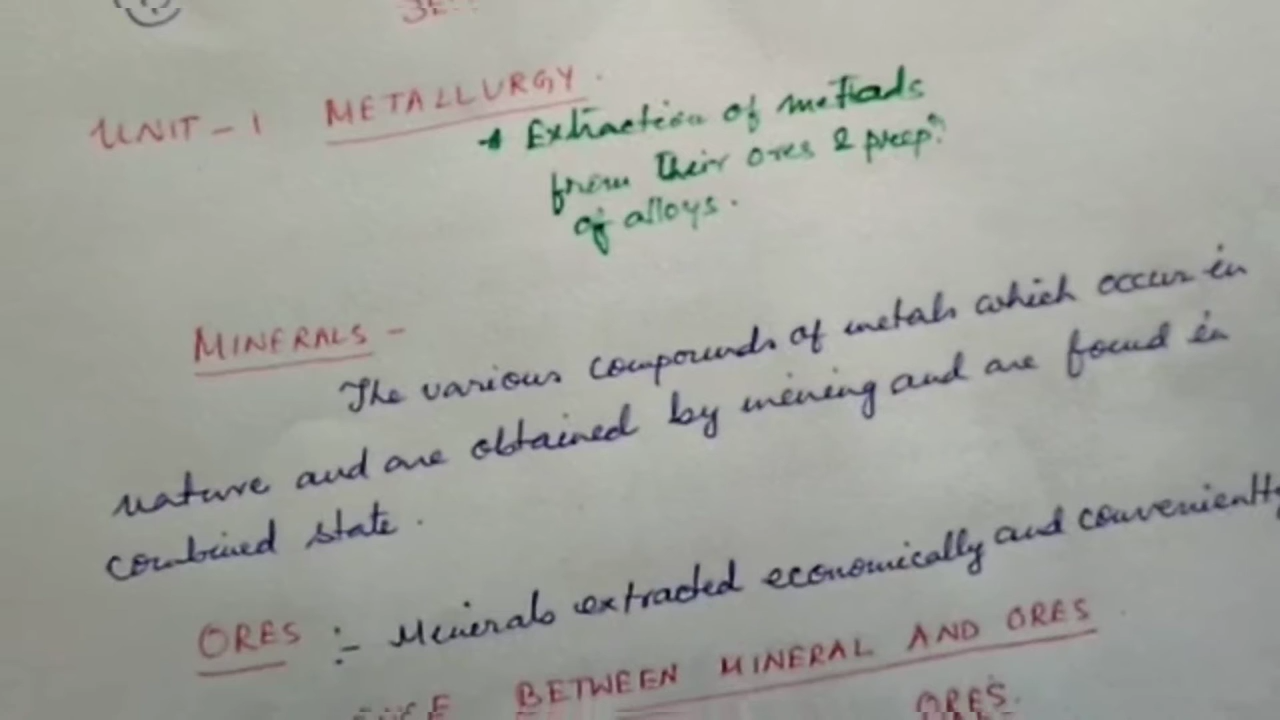 UNIT - 1 METALLURGY.
Extraction of metals
from their ores & prepn
of alloys.
MINERALS -
The various compounds of metals which occur in
nature and are obtained by mining and are found in
combined state.
ORES :- Minerals extracted economically and conveniently
BETWEEN MINERAL AND ORES
ORES.